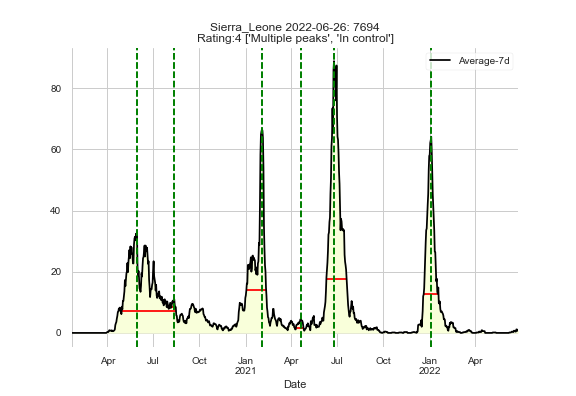 Sierra_Leone 2022-06-26: 7694
Rating:4 ['Multiple peaks', 'In control']
Average-7d
80
60
40
20
0
Apr Jul Oct Jan Apr Jul Oct Jan Apr
2021 2022
Date